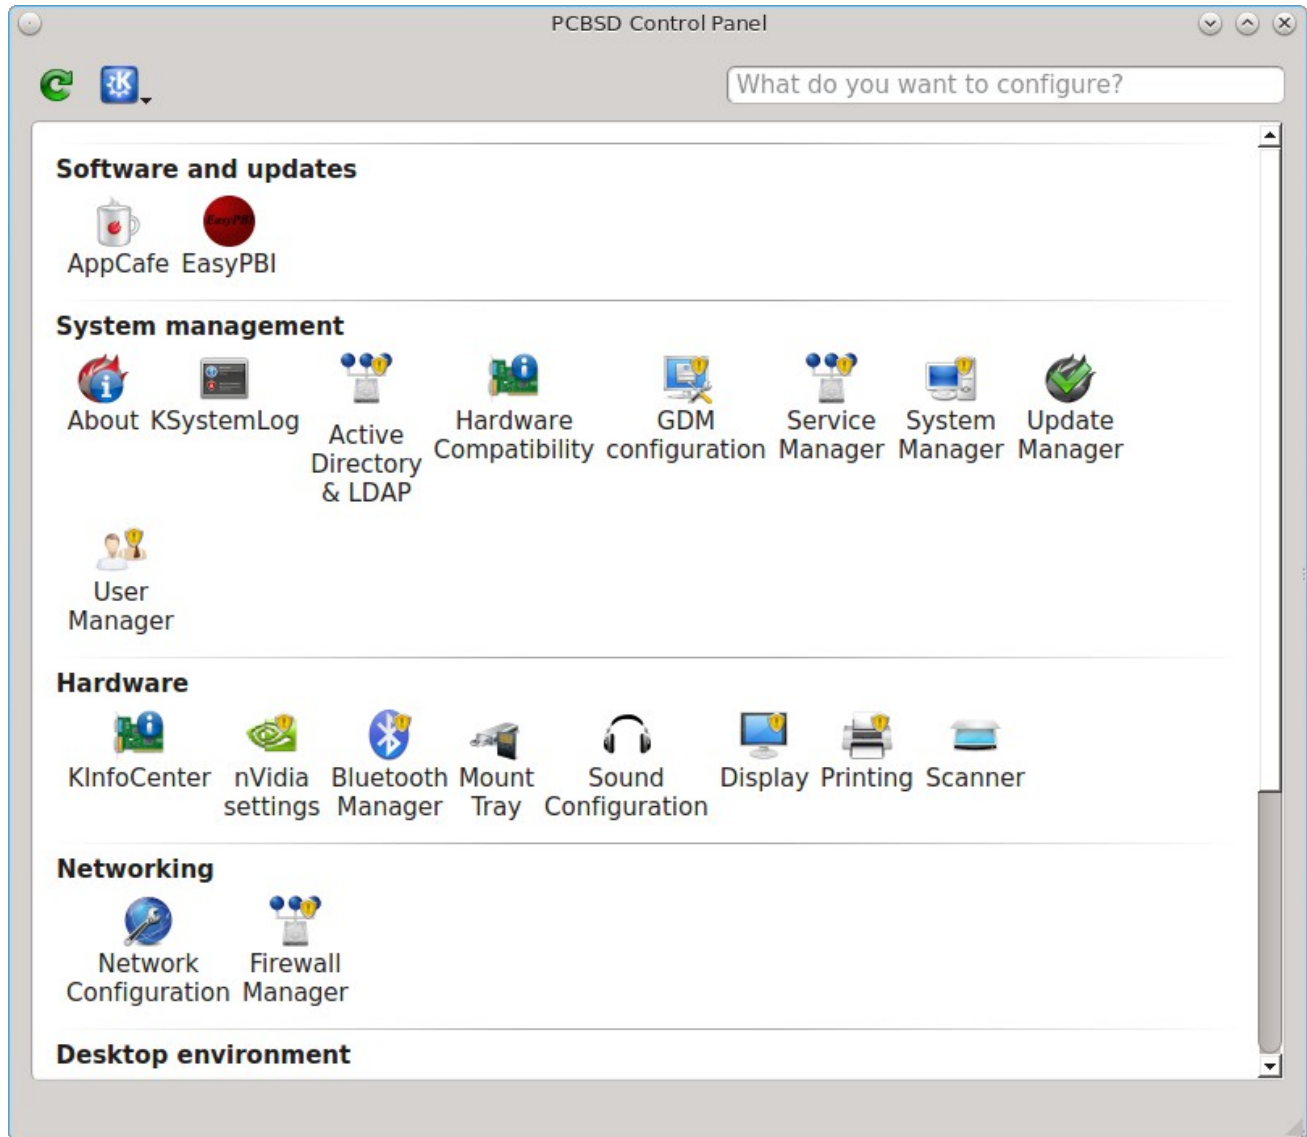 PCBSD Control Panel
What do you want to configure?
Software and updates
EasyPBI
AppCafe EasyPBI
System management
About KSystemLog Active Directory & LDAP Hardware Compatibility GDM configuration Service Manager System Manager Update Manager
User Manager
Hardware
KInfoCenter nVidia settings Bluetooth Manager Mount Tray Sound Configuration Display Printing Scanner
Networking
Network Configuration Firewall Manager
Desktop environment